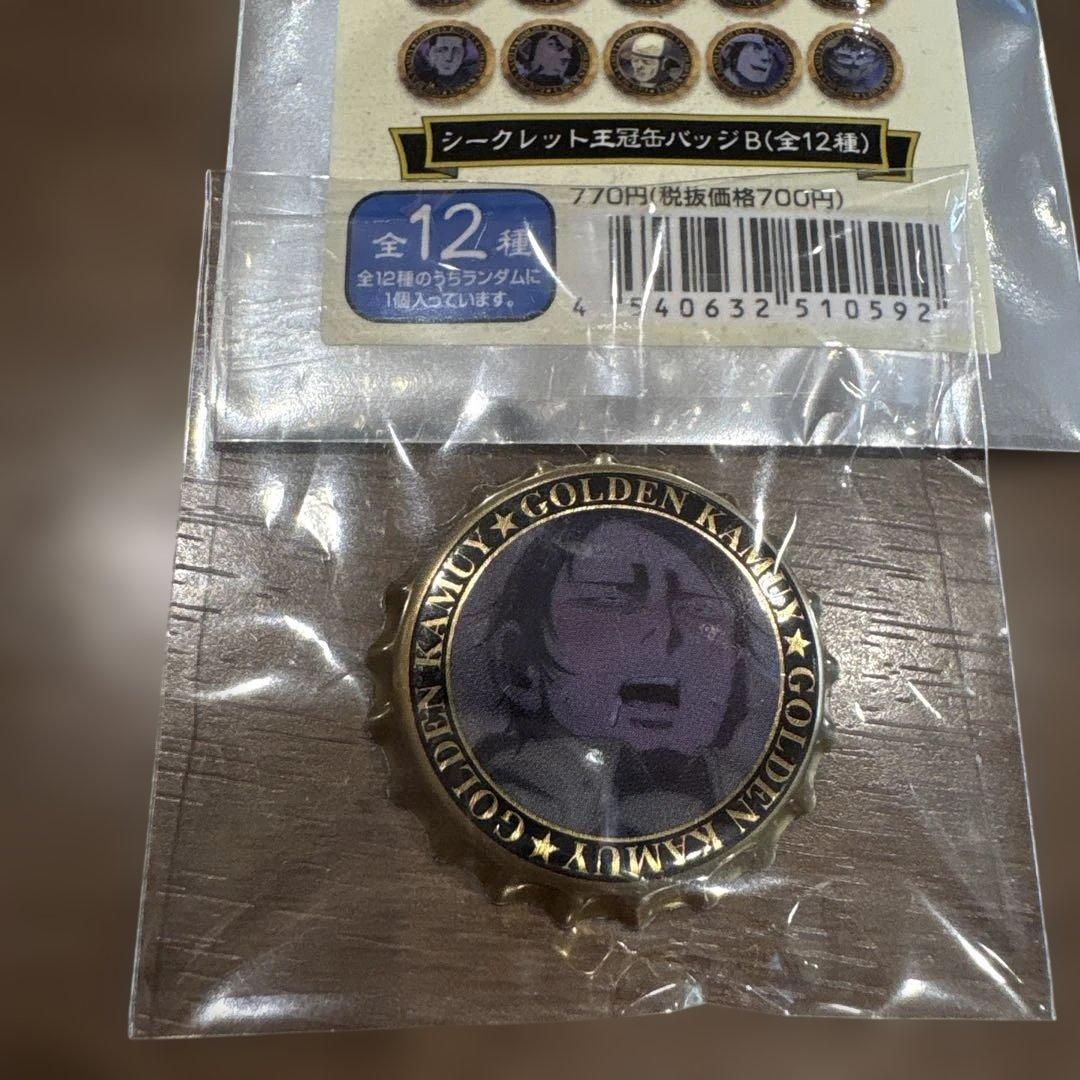 シークレット王冠缶バッジB(全12種)
770円(税抜価格700円)
全12種
全12種のうちランダムに
1個入っています。
4 540632 510592
GOLDEN KAMUY★GOLDEN KAMUY★GOLDEN KAMUY★